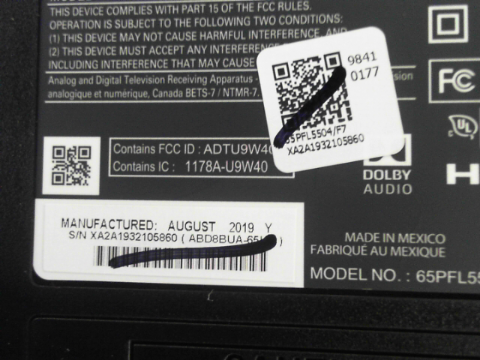 THIS DEVICE COMPLIES WITH PART 15 OF THE FCC RULES.
OPERATION IS SUBJECT TO THE FOLLOWING TWO CONDITIONS:
(1) THIS DEVICE MAY NOT CAUSE HARMFUL INTERFERENCE, AND
(2) THIS DEVICE MUST ACCEPT ANY INTERFERENCE
INCLUDING INTERFERENCE THAT MAY CAUSE
Analog and Digital Television Receiving Apparatus -
analogique et numérique, Canada BETS-7 / NTMR-7.
9841
0177
65PFL5504/F7
XA2A1932105860
FC
UL
Contains FCC ID : ADTU9W40
Contains IC : 1178A-U9W40
DOLBY
AUDIO
H
MANUFACTURED: AUGUST 2019 Y
S/N XA2A1932105860 ( ABD8BUA-65
MADE IN MEXICO
FABRIQUÉ AU MEXIQUE
MODEL NO. : 65PFL55